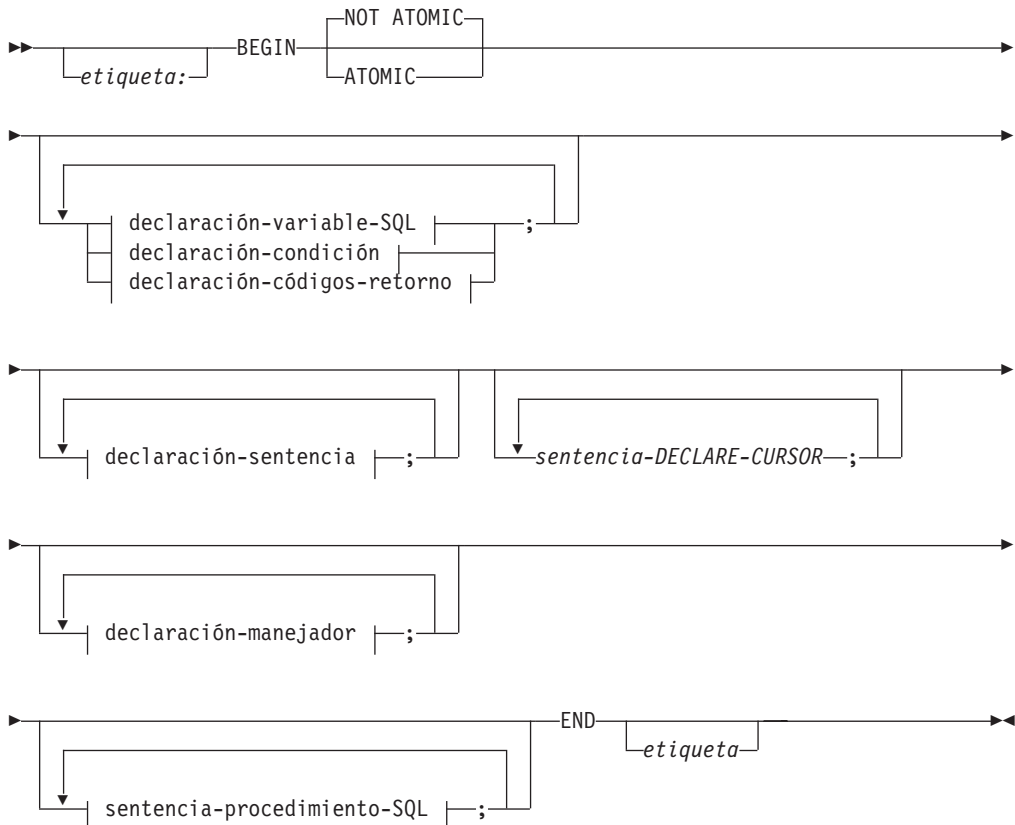 NOT ATOMIC
etiqueta: BEGIN
ATOMIC
declaración-variable-SQL ;
declaración-condición
declaración-códigos-retorno
declaración-sentencia ; sentencia-DECLARE-CURSOR ;
declaración-manejador ;
END
etiqueta
sentencia-procedimiento-SQL ;